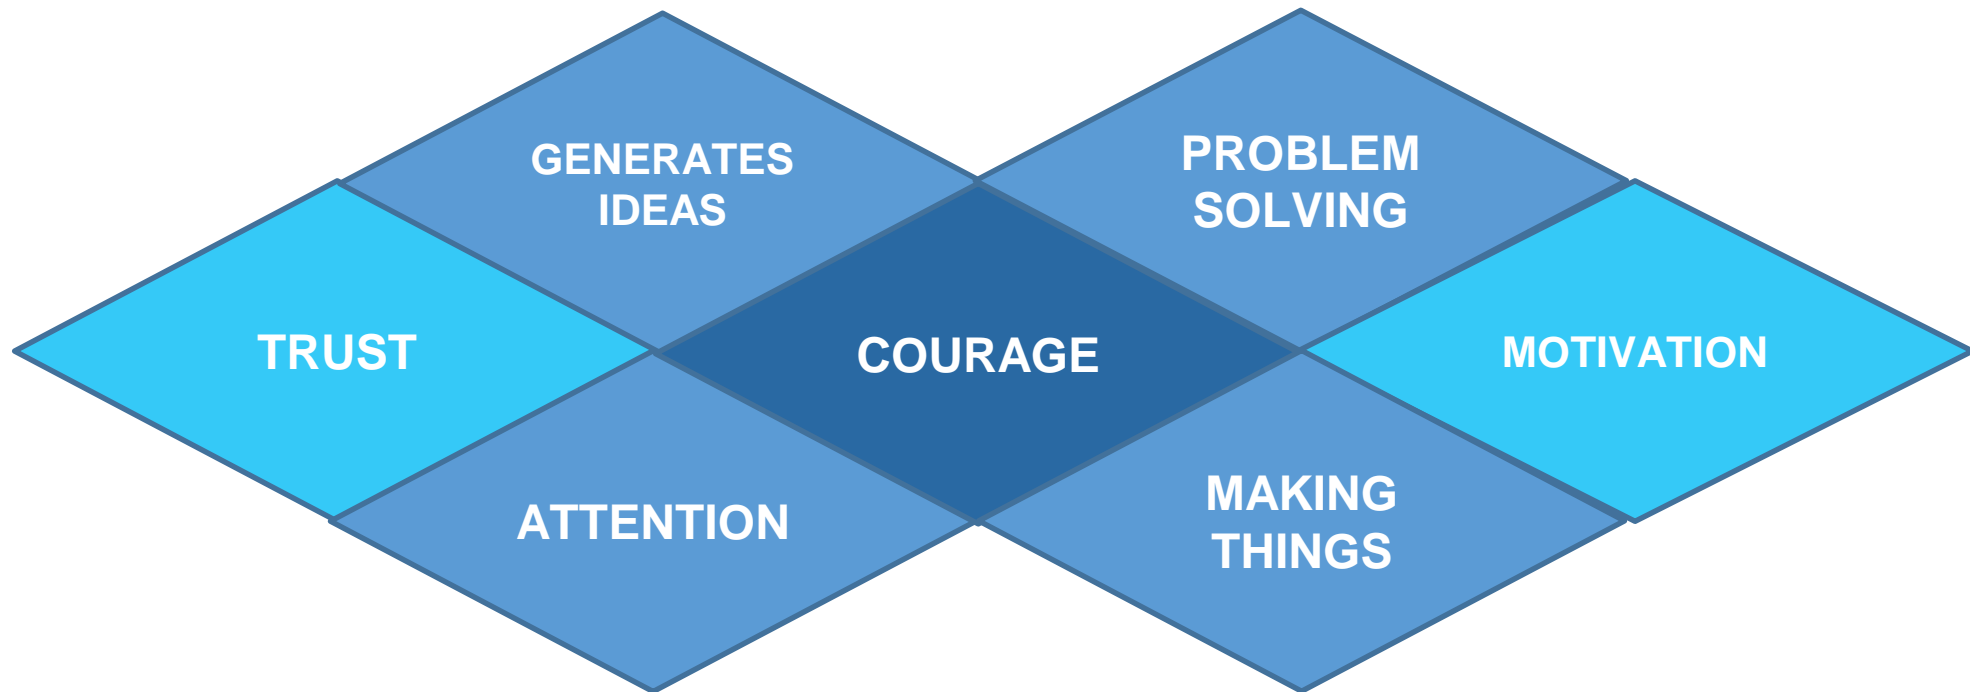 GENERATES
IDEAS
PROBLEM
SOLVING
TRUST
COURAGE
MOTIVATION
ATTENTION
MAKING
THINGS